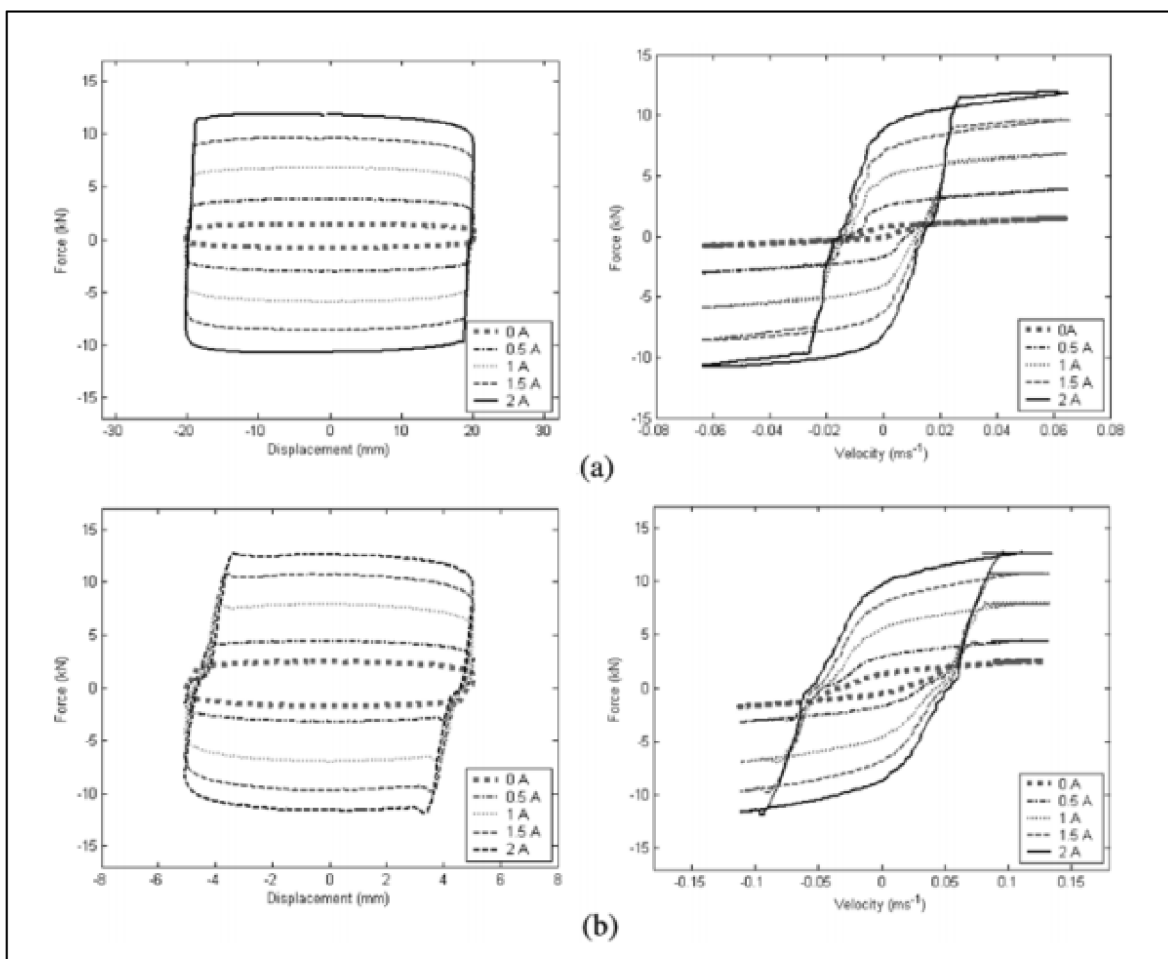 15
10
5
0
-5
-10
-15
Force (kN)
-30 -20 -10 0 10 20 30
Displacement (mm)
0 A
0.5 A
1 A
1.5 A
2 A
15
10
5
0
-5
-10
-15
Force (kN)
-0.08 -0.06 -0.04 -0.02 0 0.02 0.04 0.06 0.08
Velocity (ms⁻¹)
0A
0.5 A
1 A
1.5 A
2 A
(a)
15
10
5
0
-5
-10
-15
Force (kN)
-8 -6 -4 -2 0 2 4 6 8
Displacement (mm)
0 A
0.5 A
1 A
1.5 A
2 A
15
10
5
0
-5
-10
-15
Force (kN)
-0.15 -0.1 -0.05 0 0.05 0.1 0.15
Velocity (ms⁻¹)
0 A
0.5 A
1 A
1.5 A
2 A
(b)